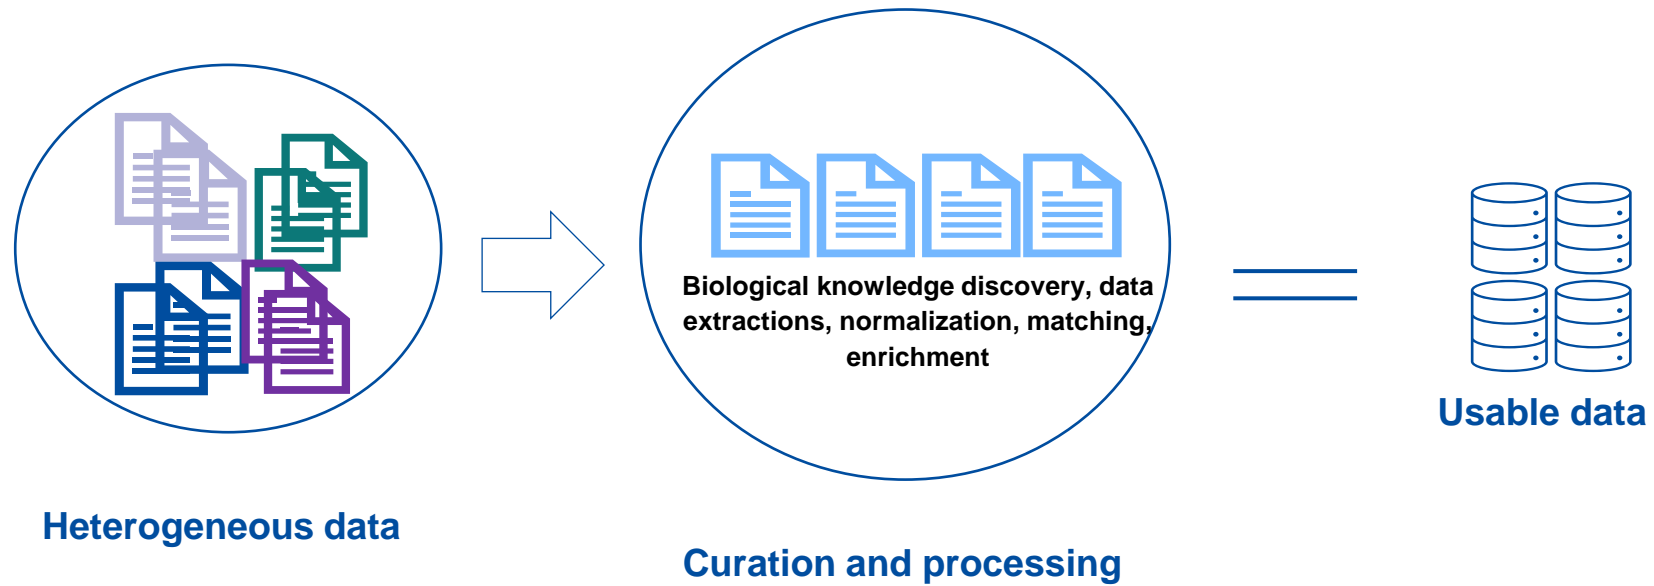 Biological knowledge discovery, data
extractions, normalization, matching,
enrichment
Usable data
Heterogeneous data
Curation and processing